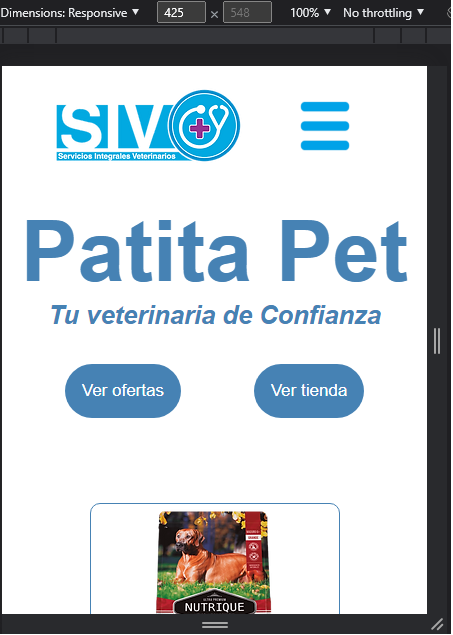 Dimensions: Responsive ▼ 425 × 548 100% ▼ No throttling ▼
SIV
Servicios Integrales Veterinarios
Patita Pet
Tu veterinaria de Confianza
Ver ofertas
Ver tienda
ULTRA PREMIUM
NUTRIQUE